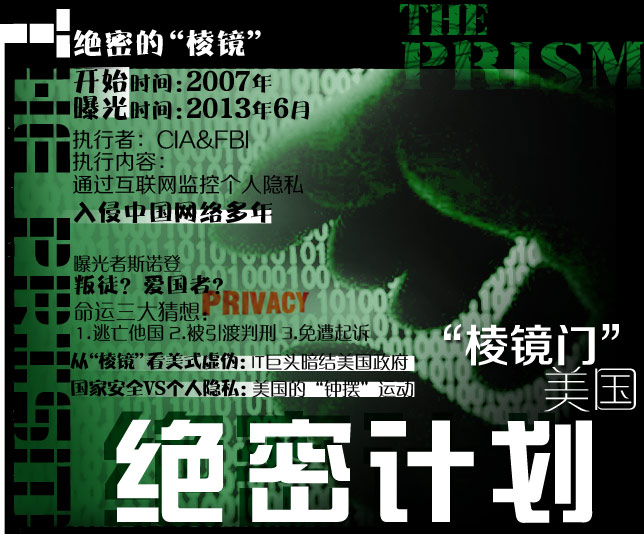 THE
PRISM
绝密的“棱镜”
开始时间:2007年
曝光时间:2013年6月
执行者：CIA&FBI
执行内容:
通过互联网监控个人隐私
入侵中国网络多年
曝光者斯诺登
叛徒？爱国者？
PRIVACY
命运三大猜想:
1.逃亡他国 2.被引渡判刑 3.免遭起诉
从“棱镜”看美式虚伪:IT巨头暗结美国政府
国家安全VS个人隐私:美国的“钟摆”运动
“棱镜门”
美国
绝密计划